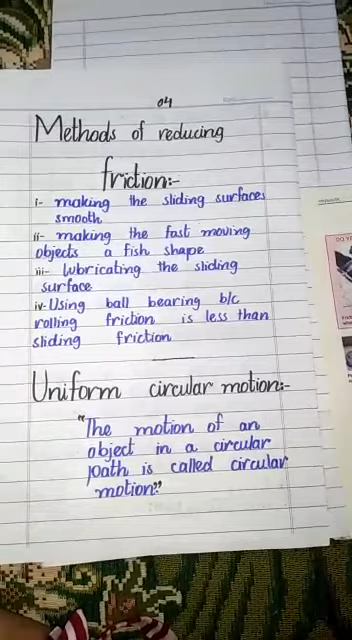 04
Methods of reducing
friction:-
i- making the sliding surfaces
smooth
ii- making the fast moving
objects a fish shape
iii- lubricating the sliding
surface
iv- Using ball bearing b/c
rolling friction is less than
sliding friction
Uniform circular motion:-
"The motion of an
object in a circular
path is called circular
motion."